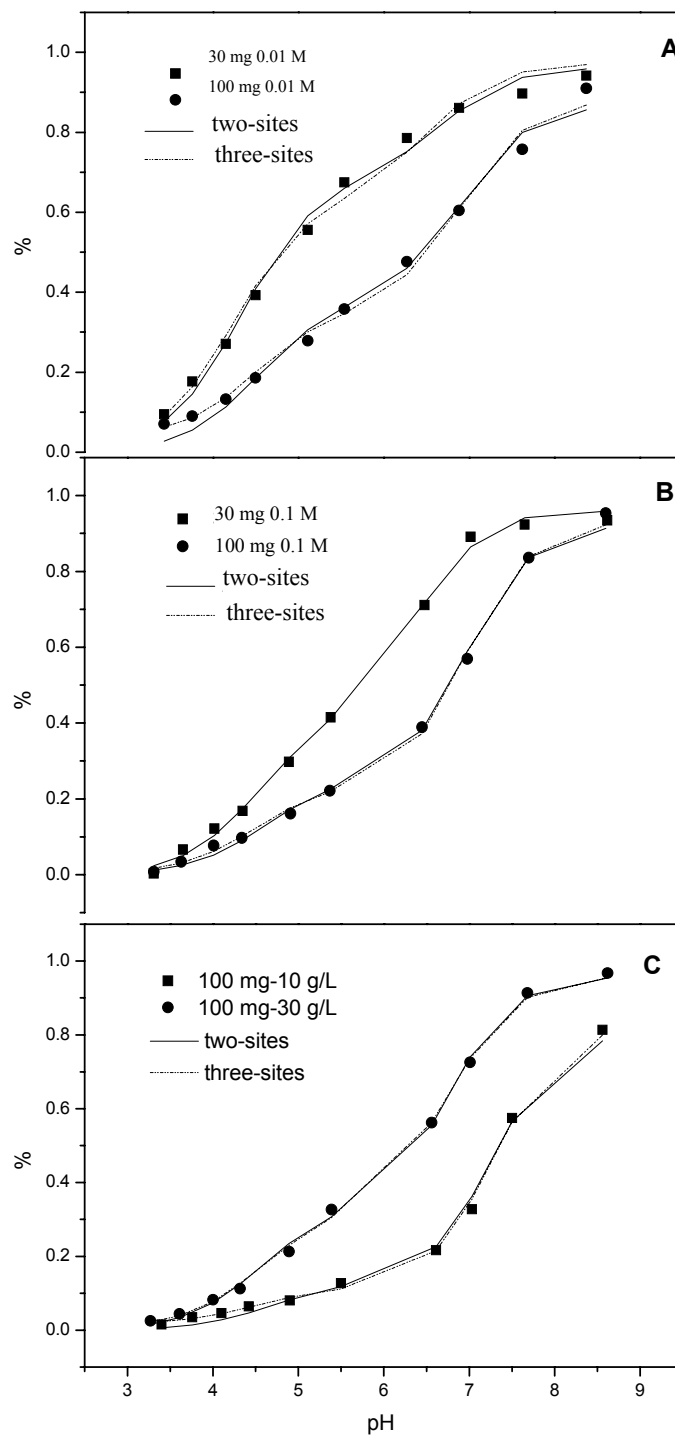 A
30 mg 0.01 M
100 mg 0.01 M
two-sites
three-sites
1.0
0.8
0.6
0.4
0.2
0.0
%
B
30 mg 0.1 M
100 mg 0.1 M
two-sites
three-sites
1.0
0.8
0.6
0.4
0.2
0.0
%
C
100 mg-10 g/L
100 mg-30 g/L
two-sites
three-sites
1.0
0.8
0.6
0.4
0.2
0.0
%
3 4 5 6 7 8 9
pH